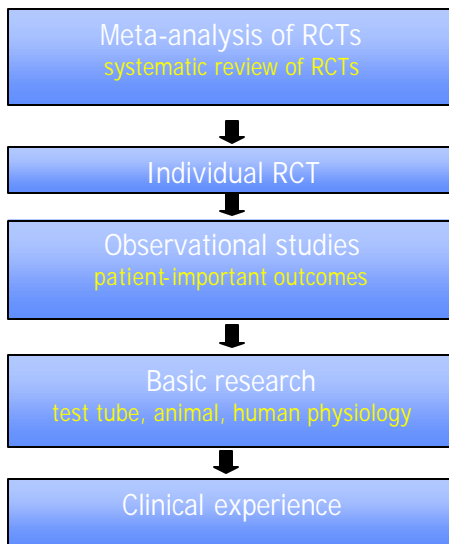 Meta-analysis of RCTs
systematic review of RCTs
Individual RCT
Observational studies
patient-important outcomes
Basic research
test tube, animal, human physiology
Clinical experience